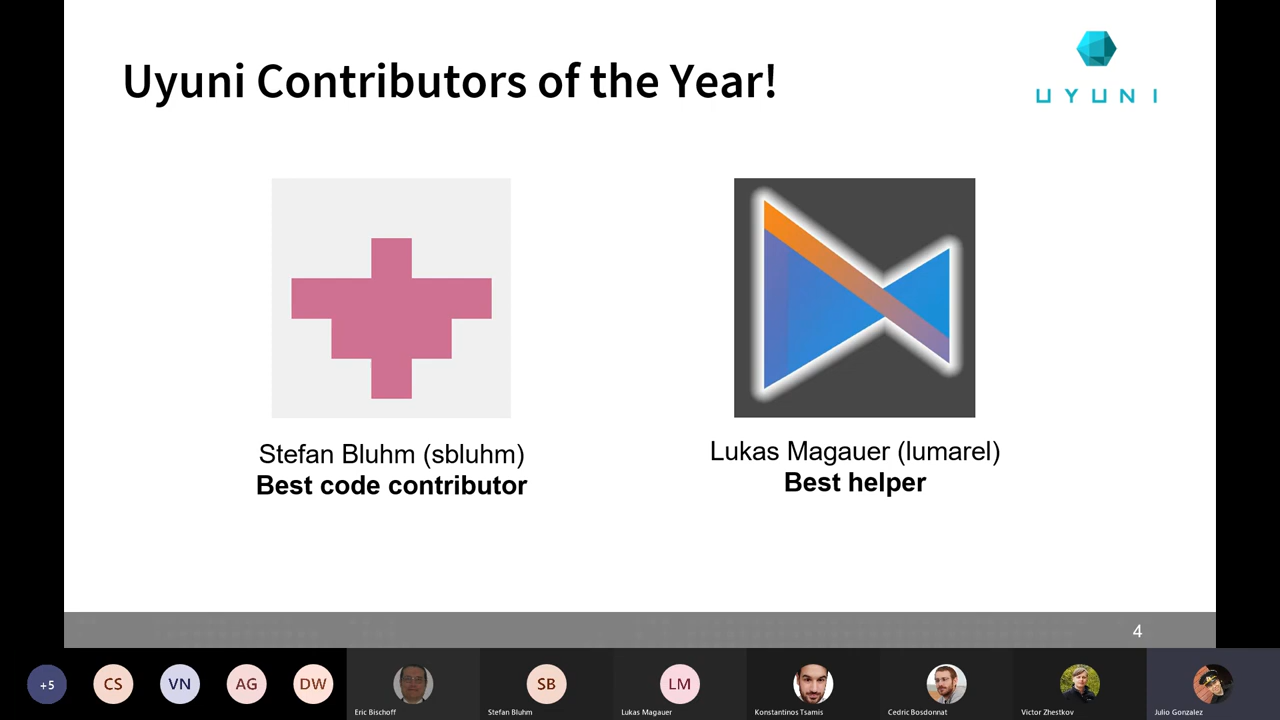 Uyuni Contributors of the Year!
UYUNI
Stefan Bluhm (sbluhm)
Best code contributor
Lukas Magauer (lumarel)
Best helper
4
+5
CS
VN
AG
DW
SB
LM
Eric Bischoff
Stefan Bluhm
Lukas Magauer
Konstantinos Tsamis
Cedric Bosdonnat
Victor Zhestkov
Julio Gonzalez